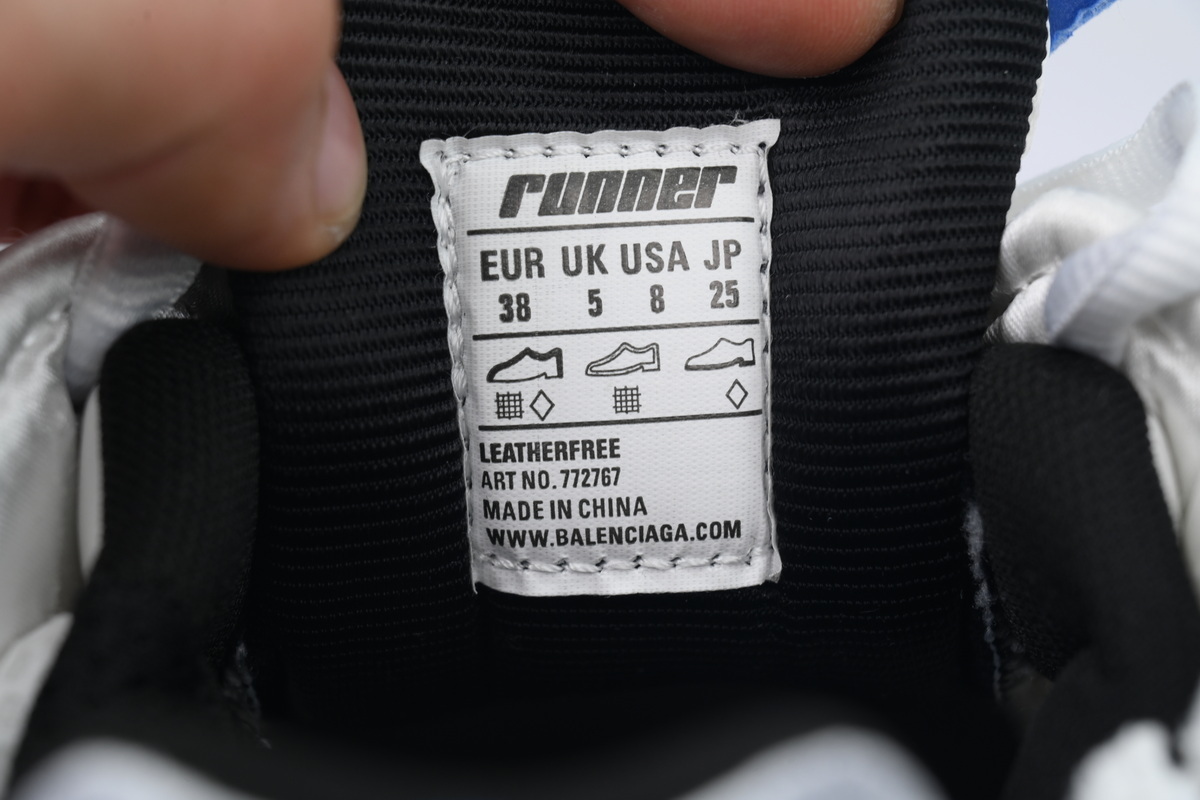 runner
EUR UK USA JP
38 5 8 25
LEATHERFREE
ART NO. 772767
MADE IN CHINA
WWW.BALENCIAGA.COM